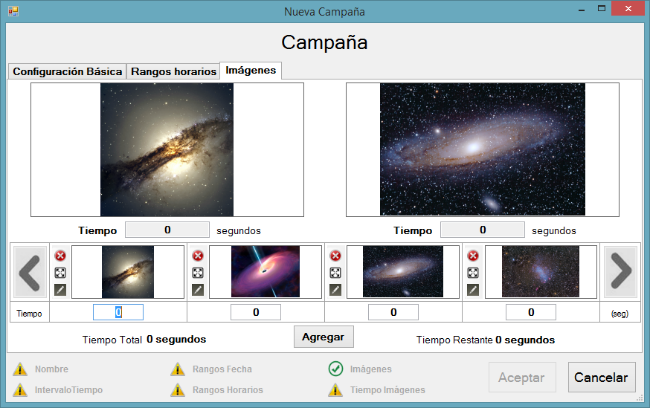 Nueva Campaña
Campaña
Configuración Básica Rangos horarios Imágenes
Tiempo 0 segundos Tiempo 0 segundos
Tiempo 0 0 0 0 (seg)
Tiempo Total 0 segundos Agregar Tiempo Restante 0 segundos
Nombre Rangos Fecha Imágenes
IntervaloTiempo Rangos Horarios Tiempo Imágenes
Aceptar Cancelar